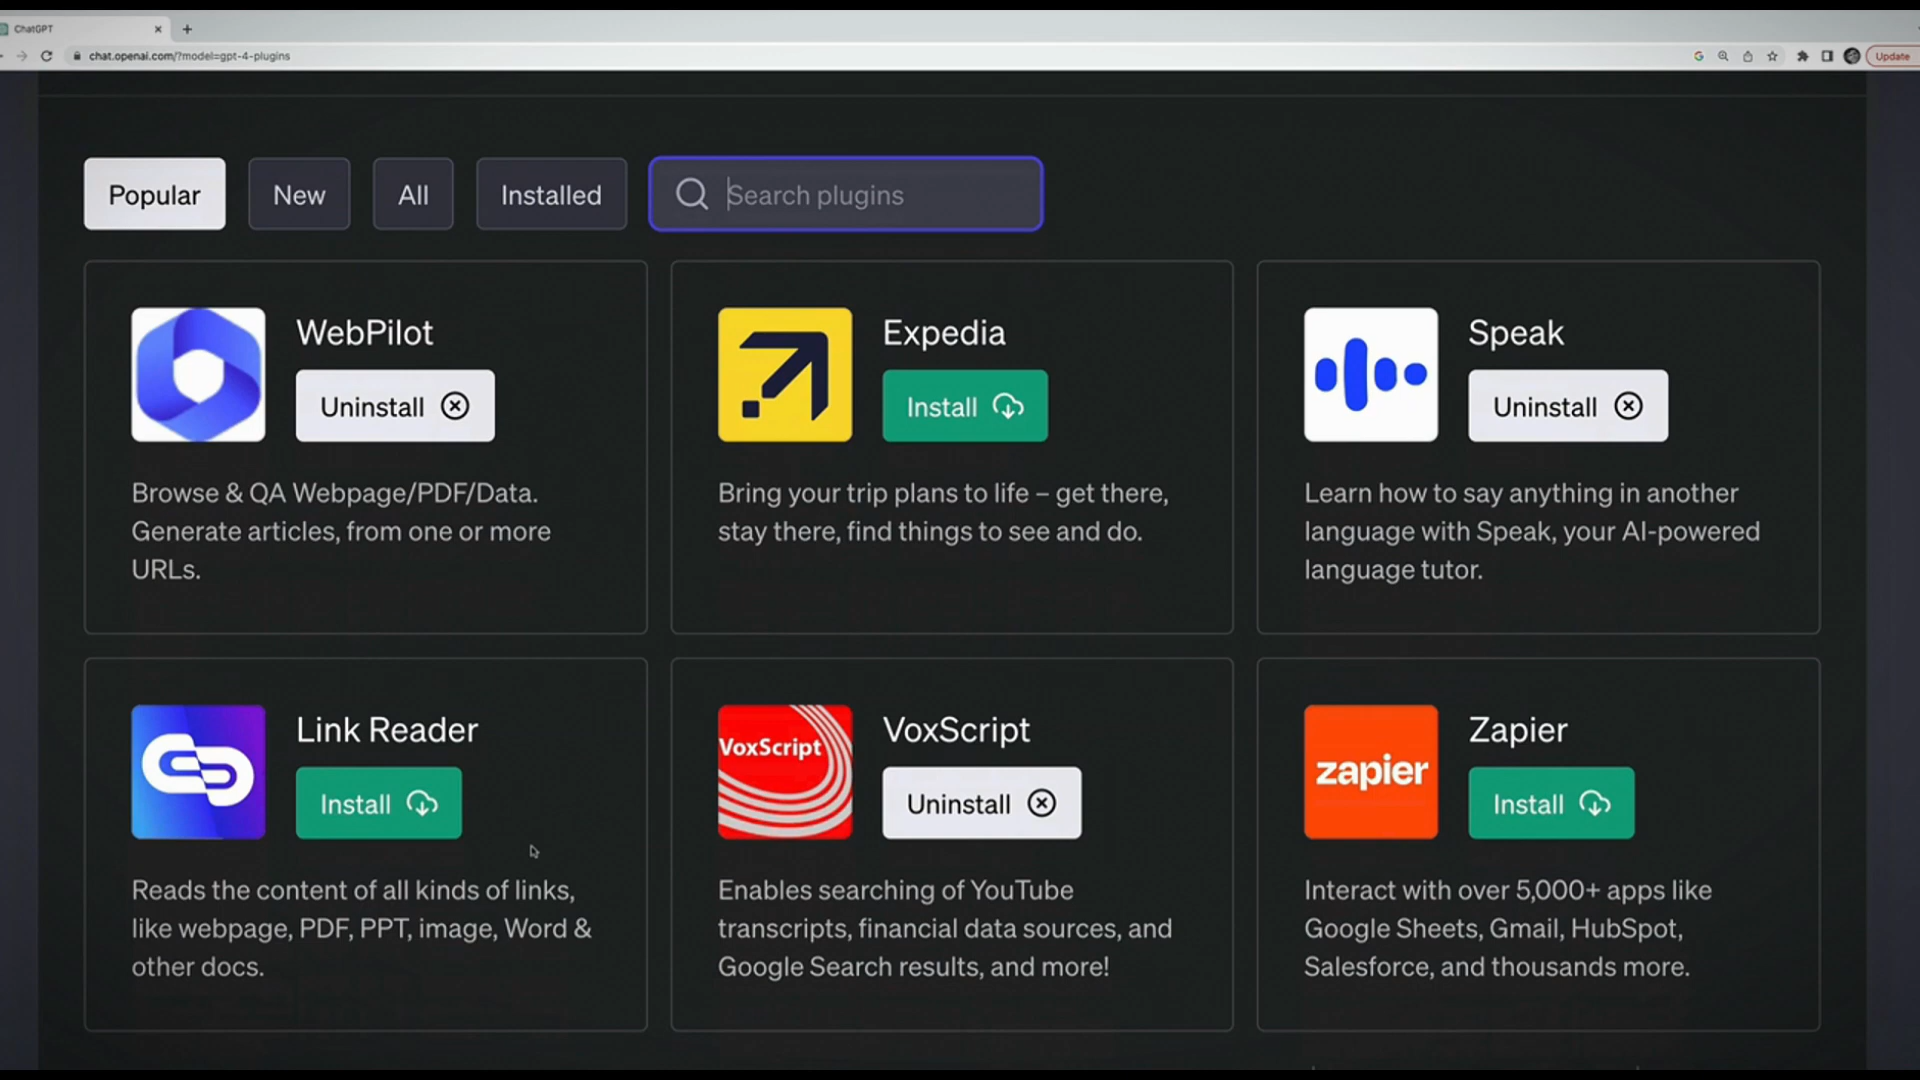 ChatGPT
chat.openai.com/?model=gpt-4-plugins
Update
Popular
New
All
Installed
Search plugins
WebPilot
Uninstall
Browse & QA Webpage/PDF/Data.
Generate articles, from one or more
URLs.
Expedia
Install
Bring your trip plans to life – get there,
stay there, find things to see and do.
Speak
Uninstall
Learn how to say anything in another
language with Speak, your AI-powered
language tutor.
Link Reader
Install
Reads the content of all kinds of links,
like webpage, PDF, PPT, image, Word &
other docs.
VoxScript
VoxScript
Uninstall
Enables searching of YouTube
transcripts, financial data sources, and
Google Search results, and more!
zapier
Zapier
Install
Interact with over 5,000+ apps like
Google Sheets, Gmail, HubSpot,
Salesforce, and thousands more.